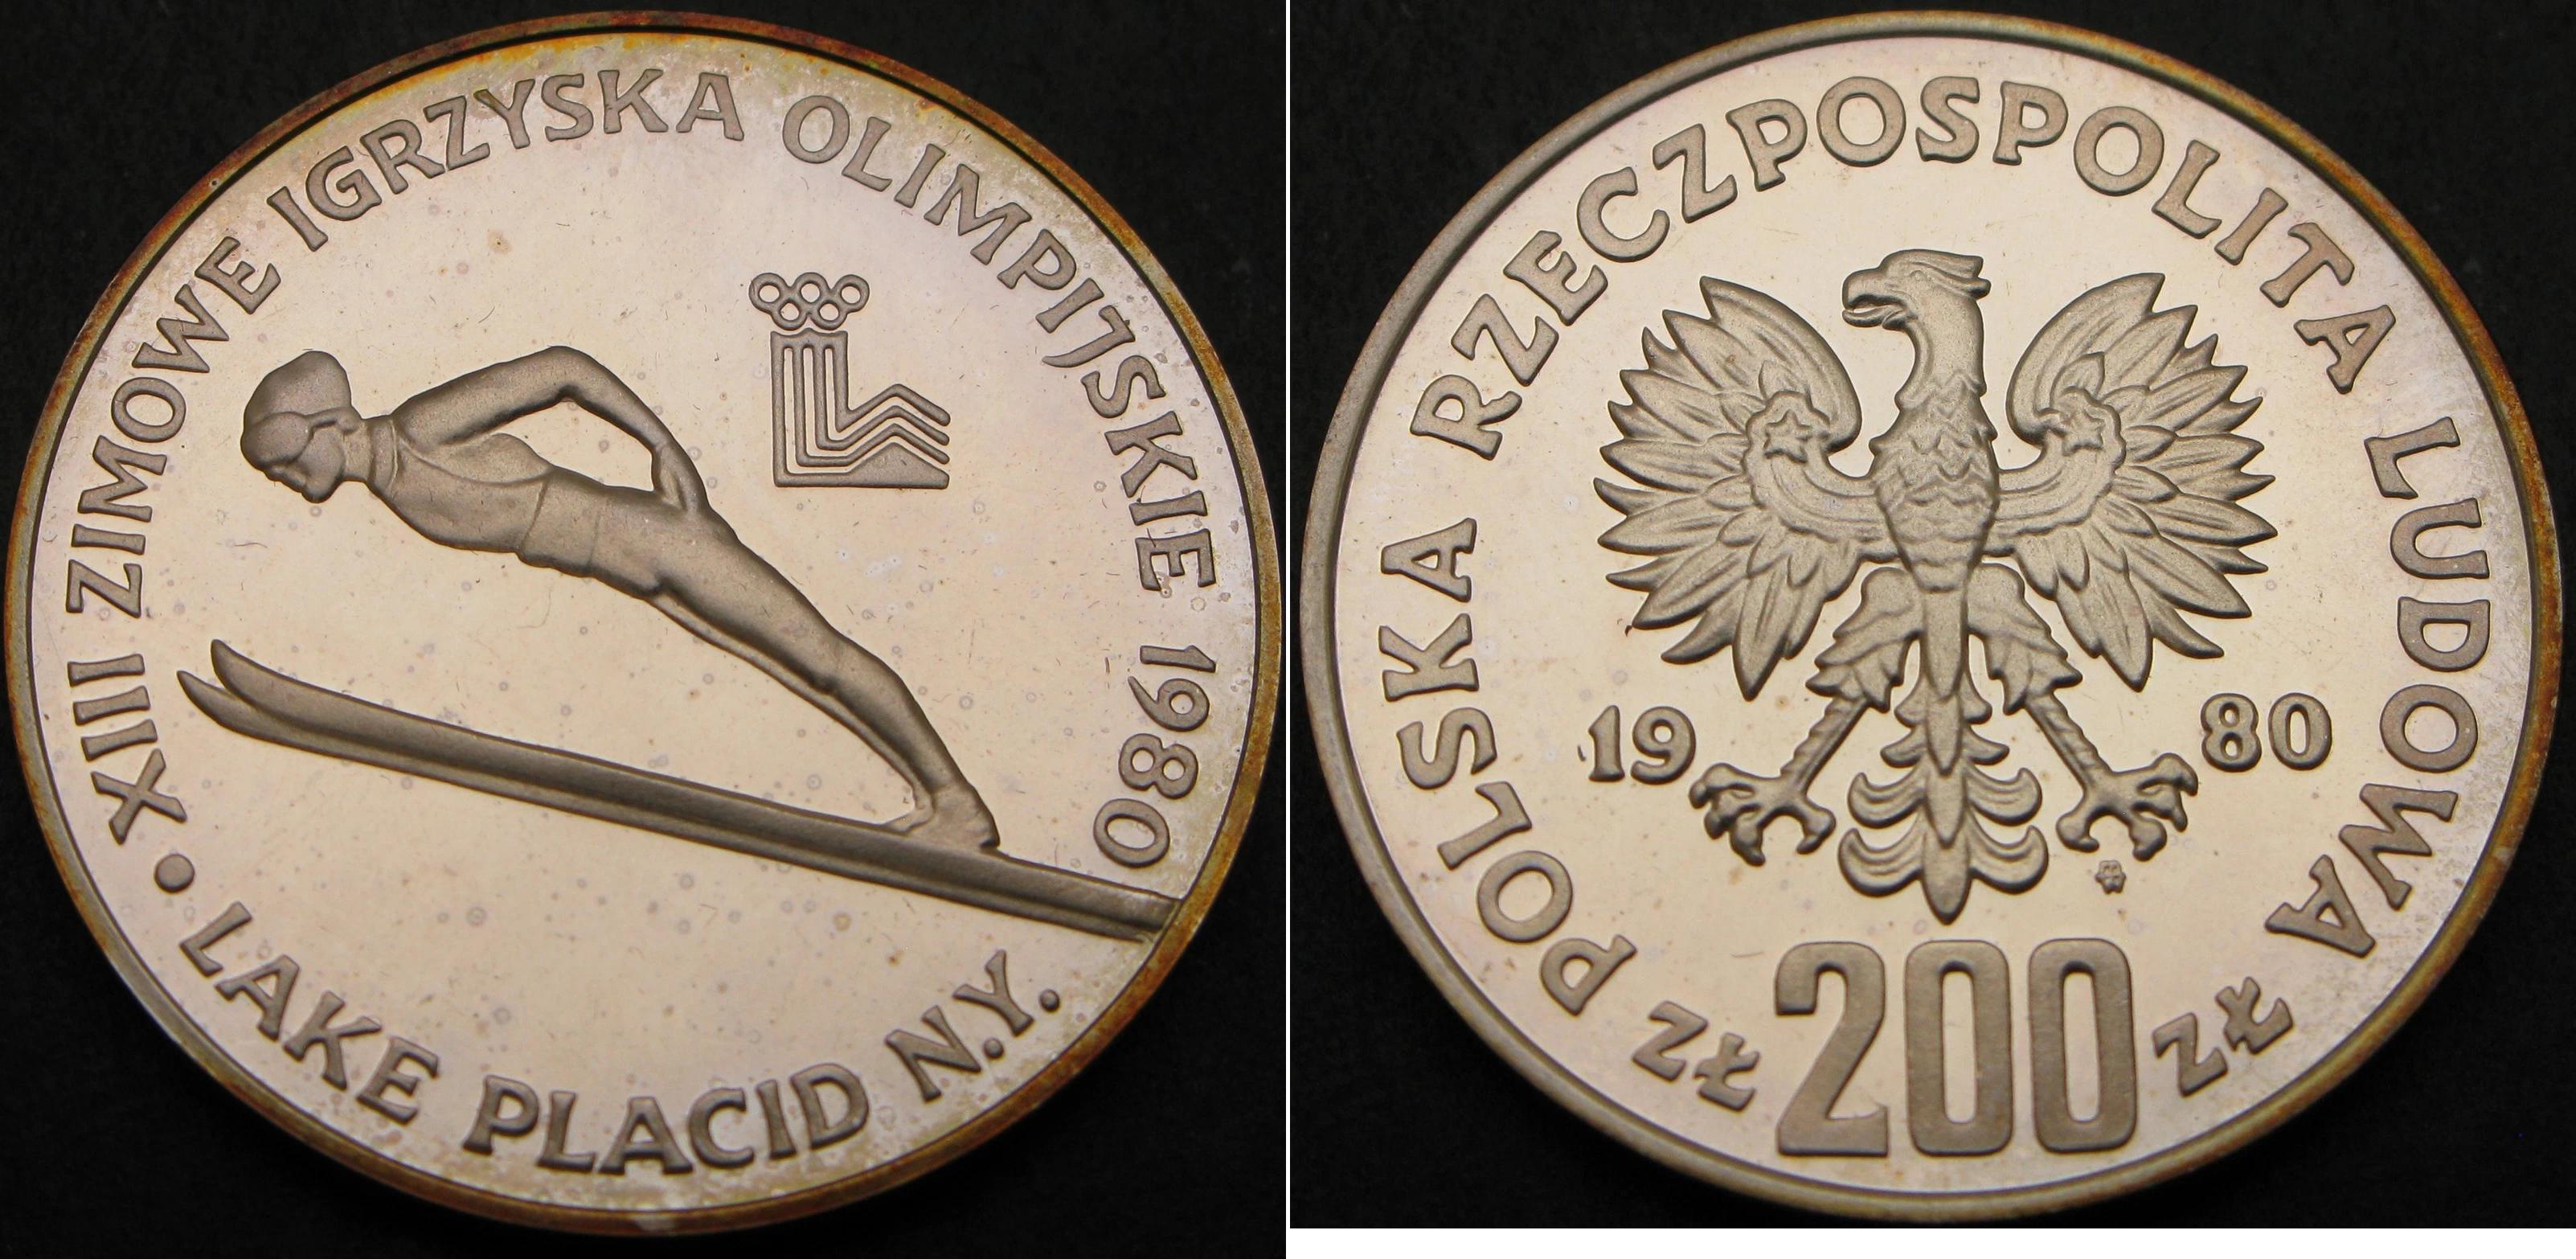 XIII ZIMOWE IGRZYSKA OLIMPIJSKIE 1980
• LAKE PLACID N.Y.
POLSKA RZECZPOSPOLITA LUDOWA
19 80
zł 200 zł